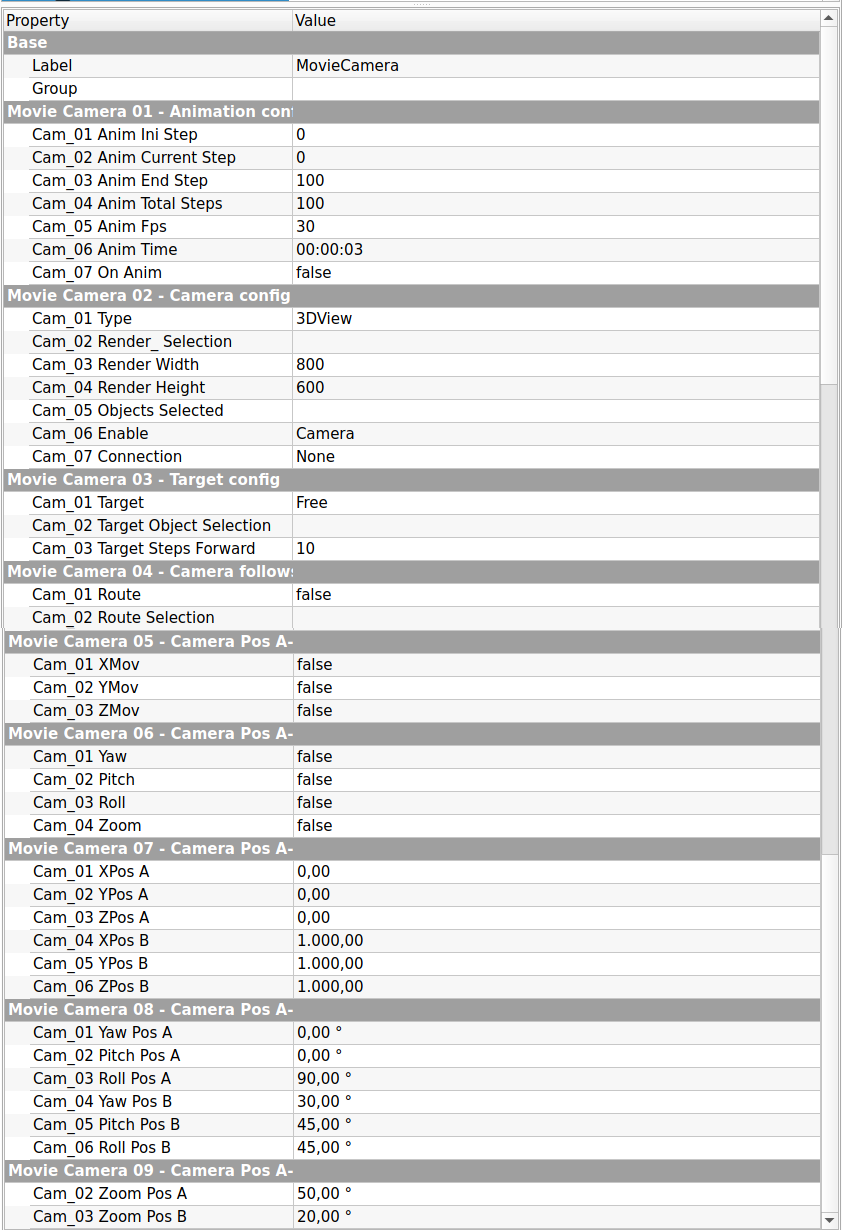 Property Value
Base
Label MovieCamera
Group
Movie Camera 01 - Animation con
Cam_01 Anim Ini Step 0
Cam_02 Anim Current Step 0
Cam_03 Anim End Step 100
Cam_04 Anim Total Steps 100
Cam_05 Anim Fps 30
Cam_06 Anim Time 00:00:03
Cam_07 On Anim false
Movie Camera 02 - Camera config
Cam_01 Type 3DView
Cam_02 Render_ Selection
Cam_03 Render Width 800
Cam_04 Render Height 600
Cam_05 Objects Selected
Cam_06 Enable Camera
Cam_07 Connection None
Movie Camera 03 - Target config
Cam_01 Target Free
Cam_02 Target Object Selection
Cam_03 Target Steps Forward 10
Movie Camera 04 - Camera follows
Cam_01 Route false
Cam_02 Route Selection
Movie Camera 05 - Camera Pos A-
Cam_01 XMov false
Cam_02 YMov false
Cam_03 ZMov false
Movie Camera 06 - Camera Pos A-
Cam_01 Yaw false
Cam_02 Pitch false
Cam_03 Roll false
Cam_04 Zoom false
Movie Camera 07 - Camera Pos A-
Cam_01 XPos A 0,00
Cam_02 YPos A 0,00
Cam_03 ZPos A 0,00
Cam_04 XPos B 1.000,00
Cam_05 YPos B 1.000,00
Cam_06 ZPos B 1.000,00
Movie Camera 08 - Camera Pos A-
Cam_01 Yaw Pos A 0,00 °
Cam_02 Pitch Pos A 0,00 °
Cam_03 Roll Pos A 90,00 °
Cam_04 Yaw Pos B 30,00 °
Cam_05 Pitch Pos B 45,00 °
Cam_06 Roll Pos B 45,00 °
Movie Camera 09 - Camera Pos A-
Cam_02 Zoom Pos A 50,00 °
Cam_03 Zoom Pos B 20,00 °